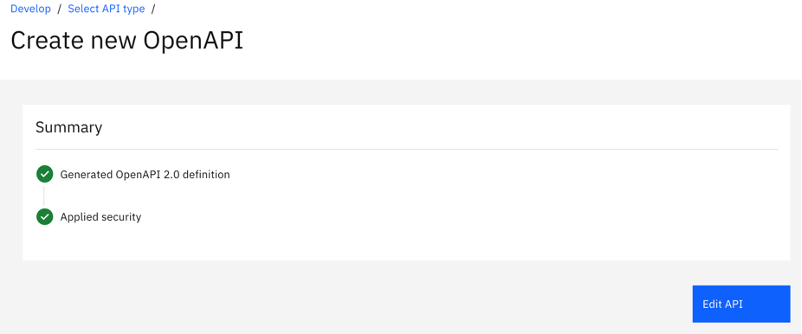 Develop / Select API type /
Create new OpenAPI
Summary
Generated OpenAPI 2.0 definition
Applied security
Edit API